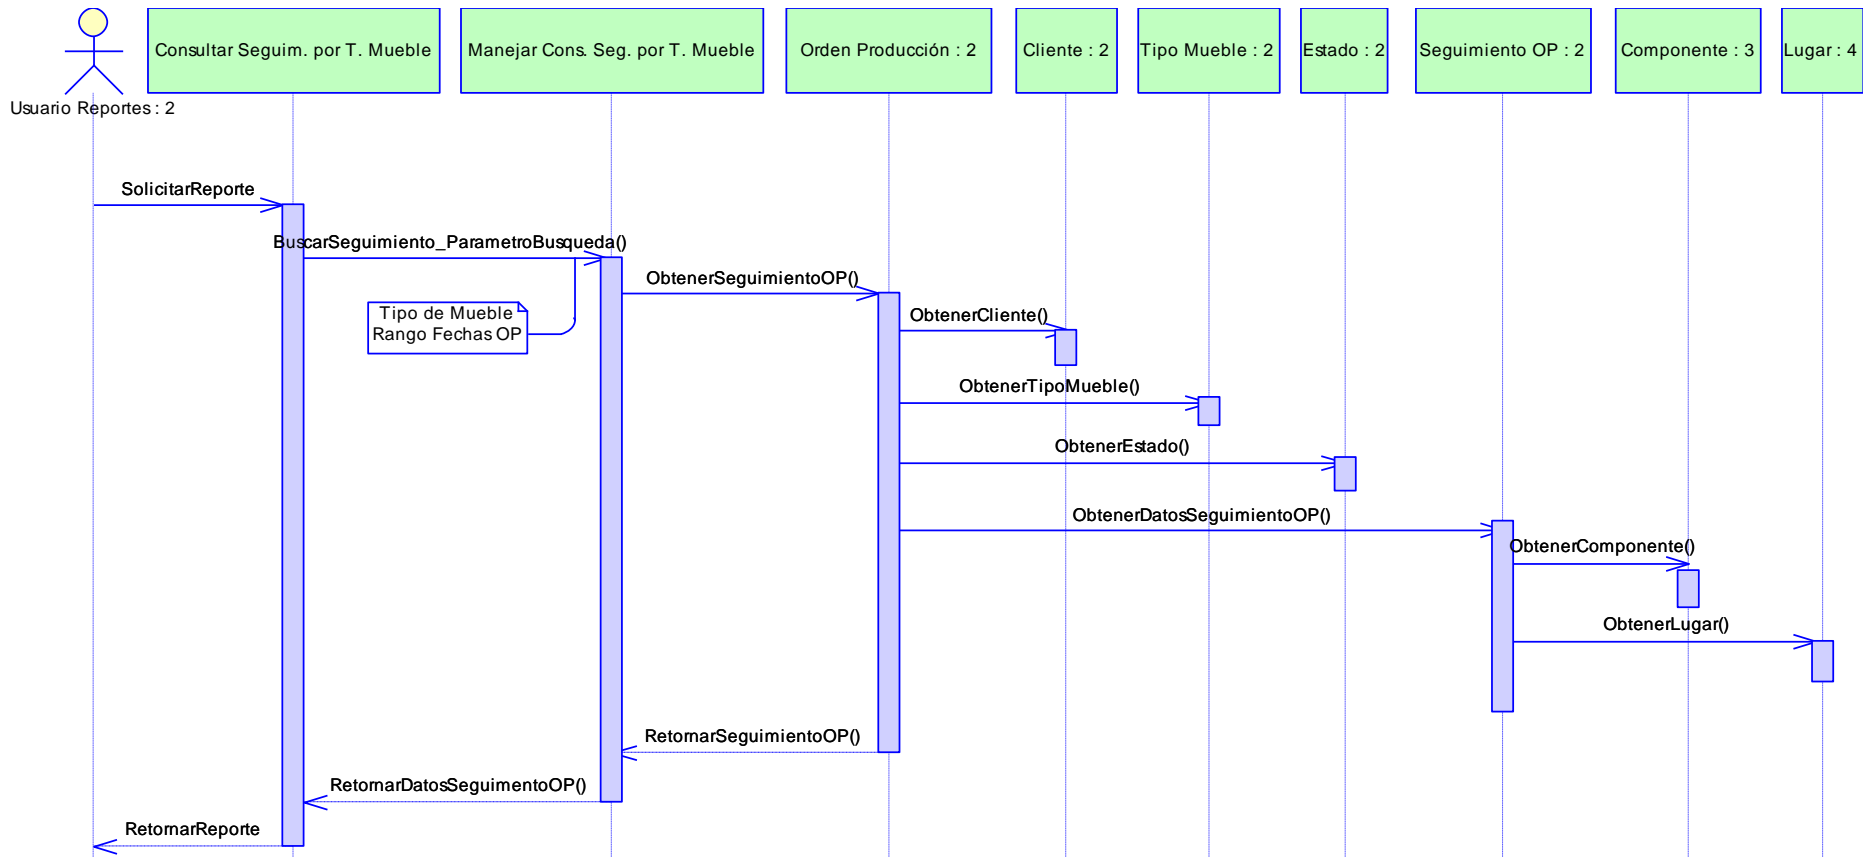 Consultar Seguim. por T. Mueble
Manejar Cons. Seg. por T. Mueble
Orden Producción : 2
Cliente : 2
Tipo Mueble : 2
Estado : 2
Seguimiento OP : 2
Componente : 3
Lugar : 4
Usuario Reportes : 2
SolicitarReporte
BuscarSeguimiento_ParametroBusqueda()
ObtenerSeguimientoOP()
Tipo de Mueble
Rango Fechas OP
ObtenerCliente()
ObtenerTipoMueble()
ObtenerEstado()
ObtenerDatosSeguimientoOP()
ObtenerComponente()
ObtenerLugar()
RetornarSeguimientoOP()
RetornarDatosSeguimentoOP()
RetornarReporte